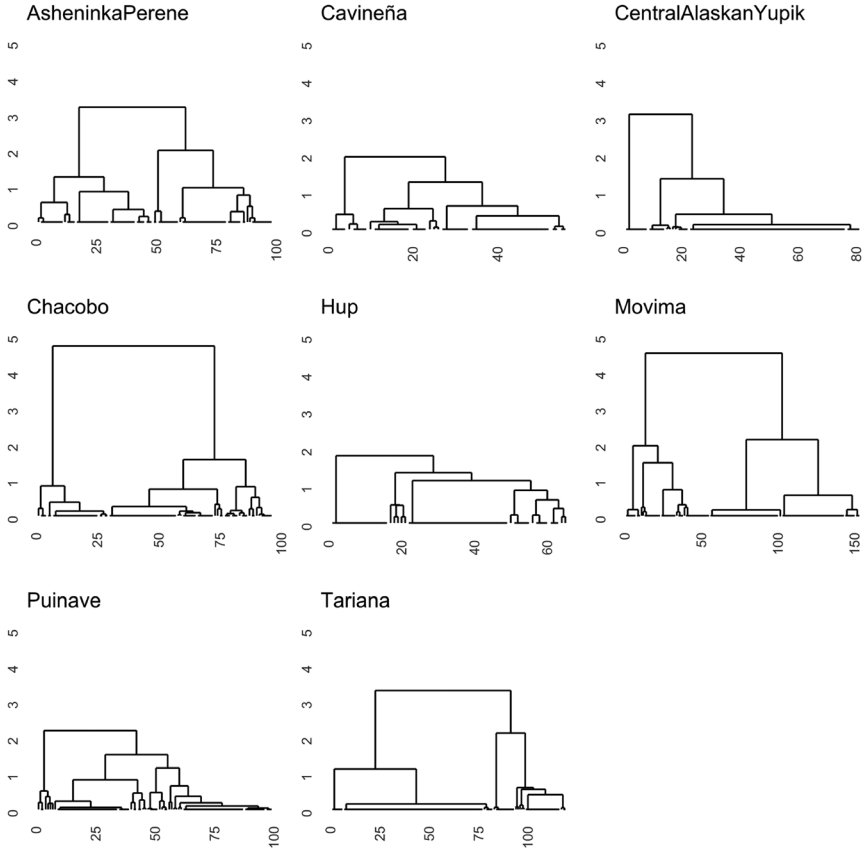 AsheninkaPerene Cavineña CentralAlaskanYupik
5 5 5
4 4 4
3 3 3
2 2 2
1 1 1
0 0 0
0 25 50 75 100 0 20 40 0 20 40 60 80
Chacobo Hup Movima
5 5 5
4 4 4
3 3 3
2 2 2
1 1 1
0 0 0
0 25 50 75 100 0 20 40 60 0 50 100 150
Puinave Tariana
5 5
4 4
3 3
2 2
1 1
0 0
0 50 100 0 25 50 75 100